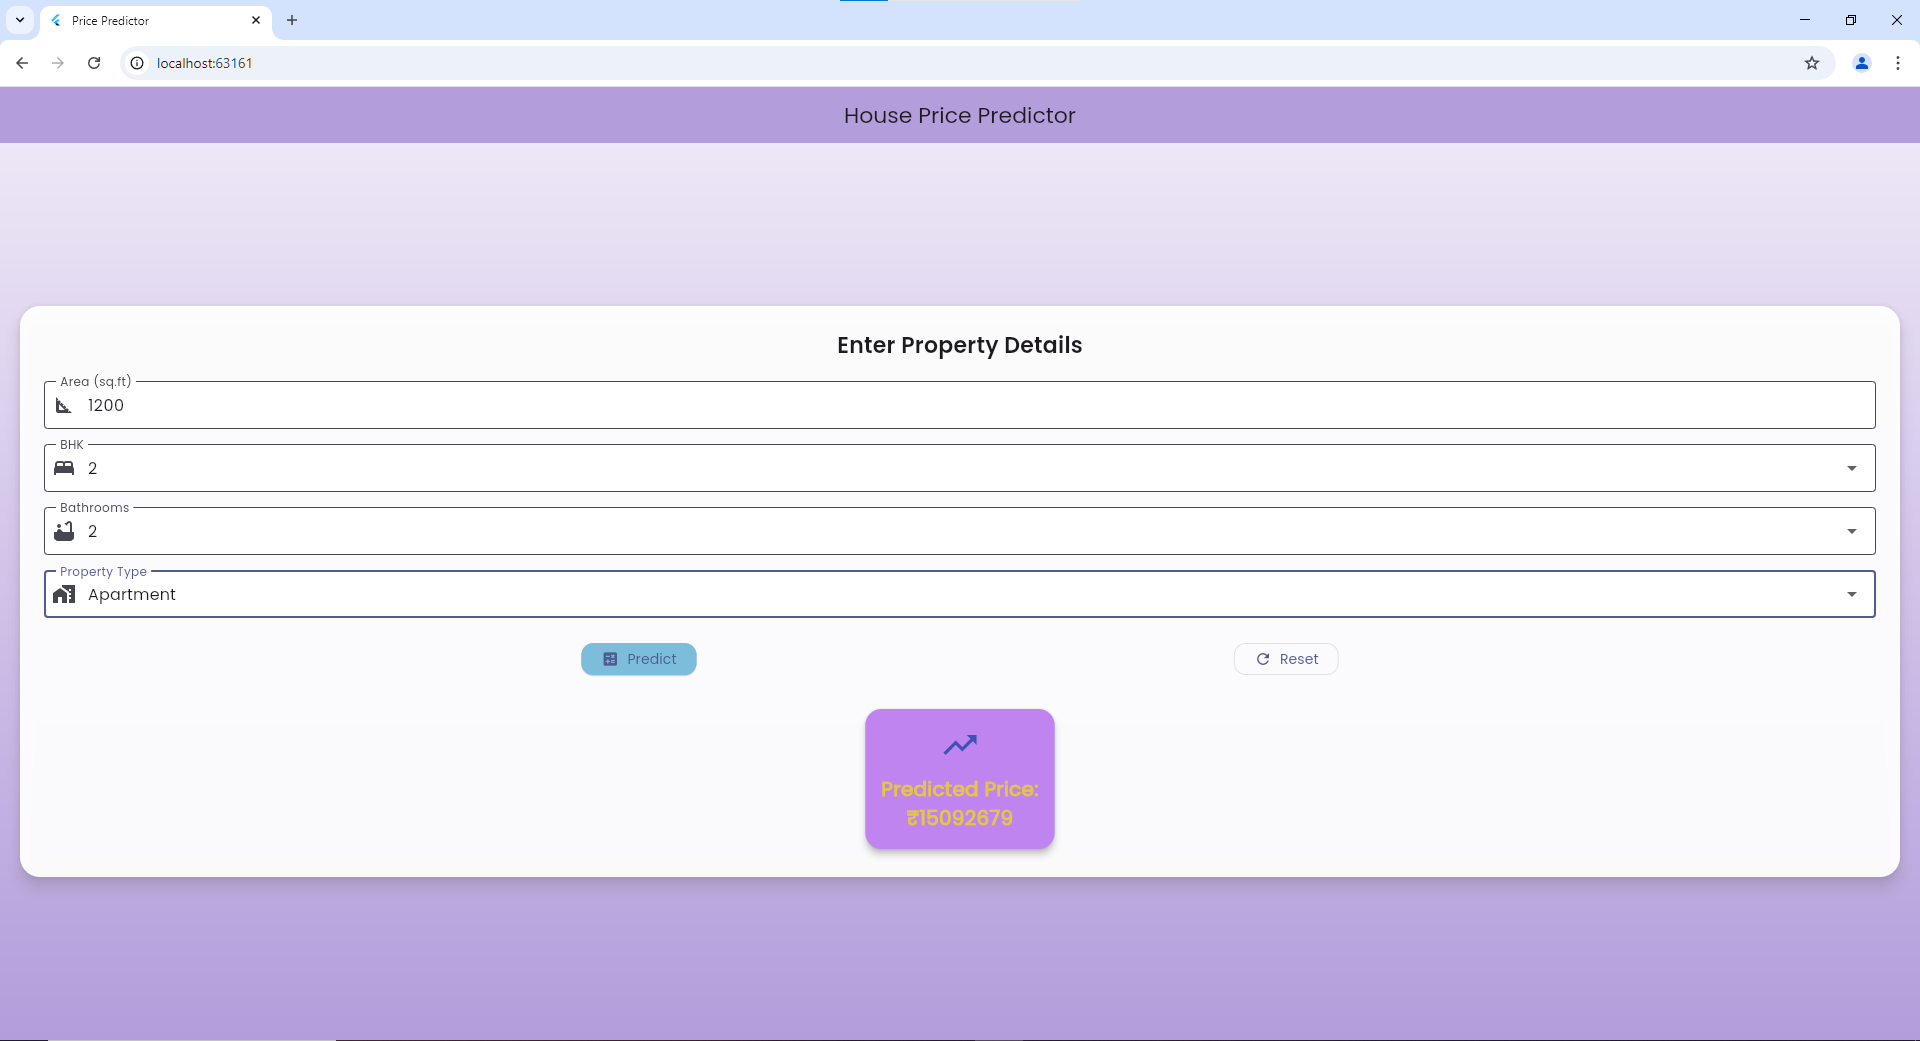 Price Predictor
localhost:63161
House Price Predictor
Enter Property Details
Area (sq.ft)
1200
BHK
2
Bathrooms
2
Property Type
Apartment
Predict
Reset
Predicted Price:
₹15092679